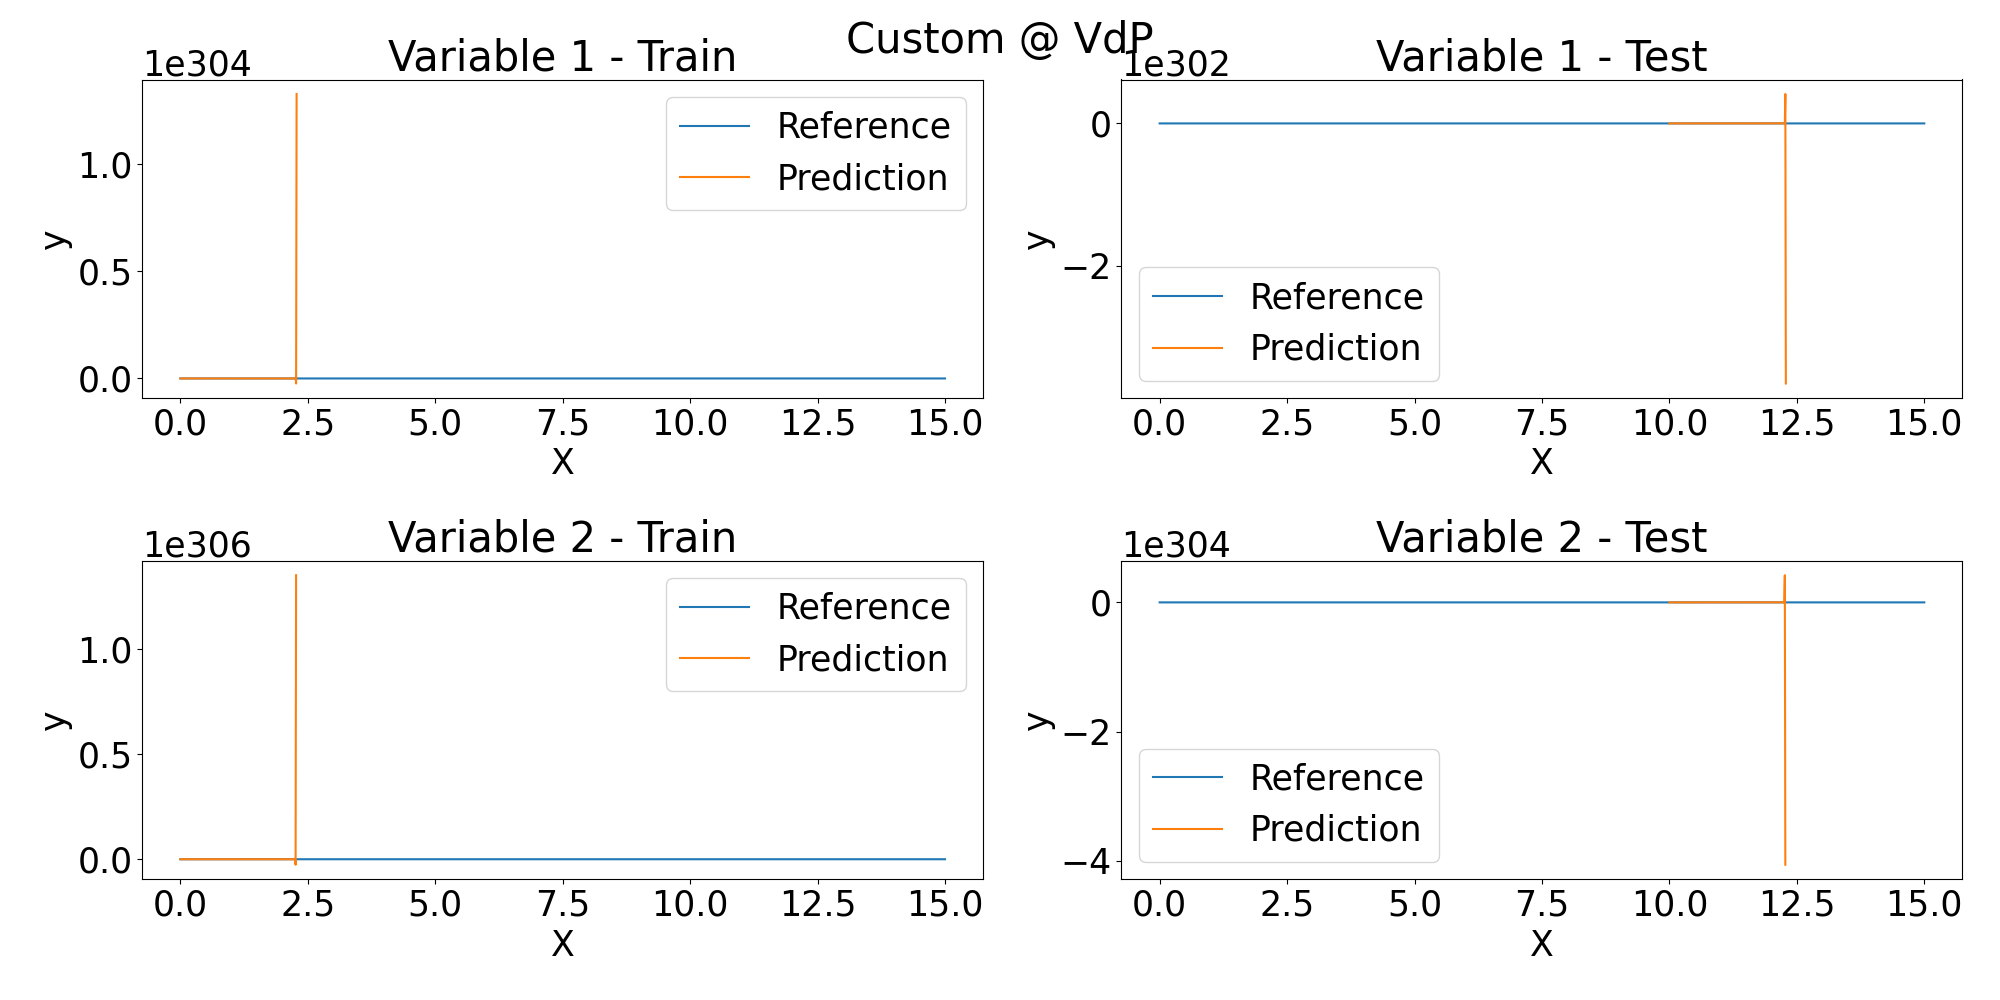 Custom @ VdP
Variable 1 - Train
1e304
1.0
0.5
0.0
y
Reference
Prediction
0.0 2.5 5.0 7.5 10.0 12.5 15.0
X
Variable 1 - Test
1e302
0
−2
y
Reference
Prediction
0.0 2.5 5.0 7.5 10.0 12.5 15.0
X
Variable 2 - Train
1e306
1.0
0.5
0.0
y
Reference
Prediction
0.0 2.5 5.0 7.5 10.0 12.5 15.0
X
Variable 2 - Test
1e304
0
−2
−4
y
Reference
Prediction
0.0 2.5 5.0 7.5 10.0 12.5 15.0
X